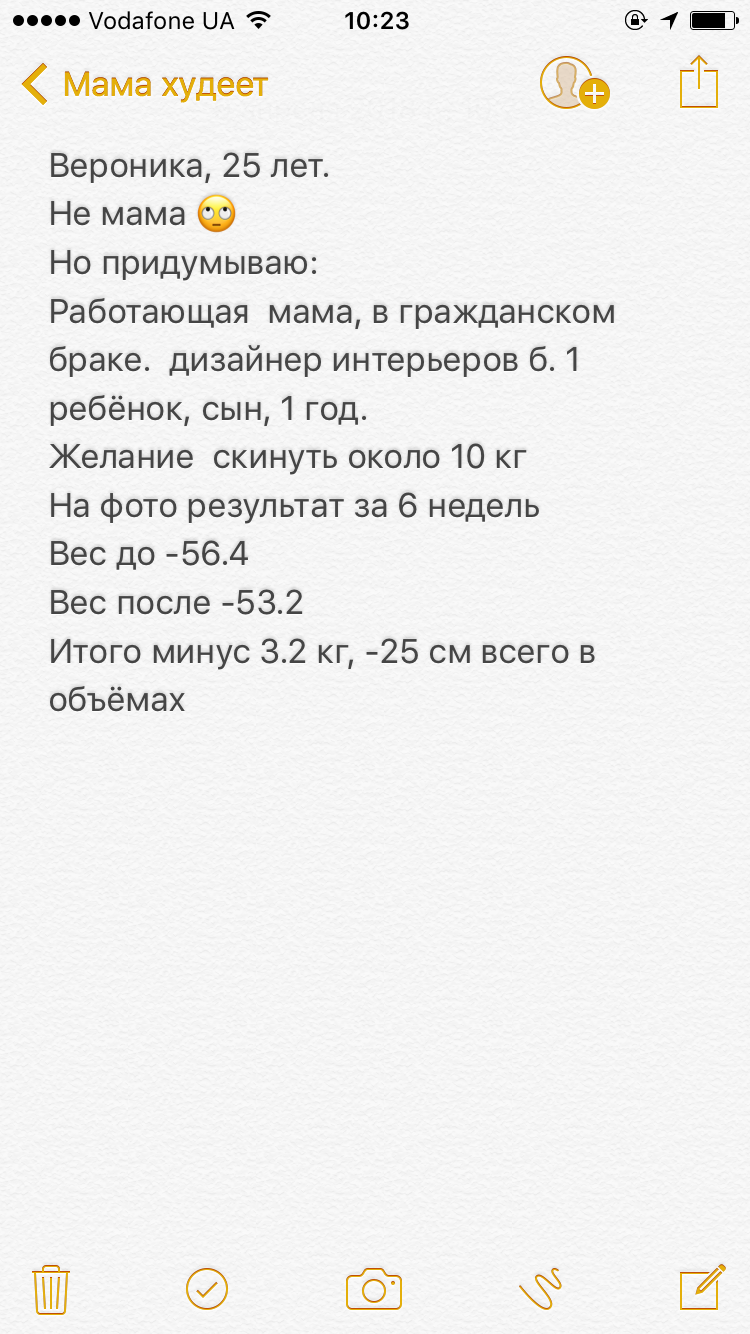 Vodafone UA 10:23
Мама худеет
Вероника, 25 лет.
Не мама 🙄
Но придумываю:
Работающая  мама, в гражданском
браке.  дизайнер интерьеров б. 1
ребёнок, сын, 1 год.
Желание  скинуть около 10 кг
На фото результат за 6 недель
Вес до -56.4
Вес после -53.2
Итого минус 3.2 кг, -25 см всего в
объёмах